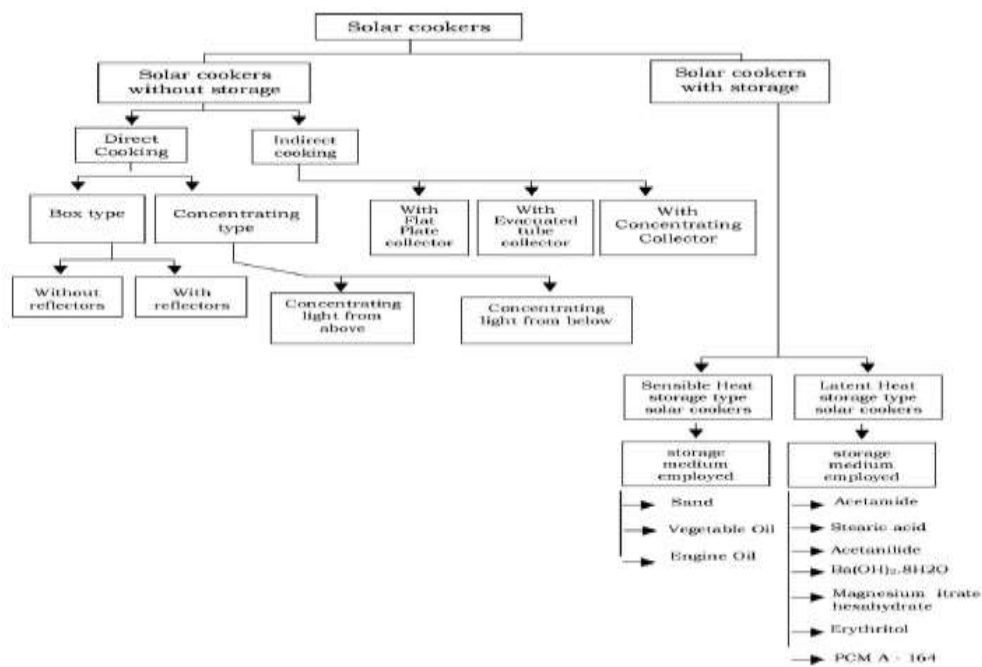 Solar cookers
Solar cookers
without storage
Solar cookers
with storage
Direct
Cooking
Indirect
cooking
Box type
Concentrating
type
With
Flat
Plate
collector
With
Evacuated
tube
collector
With
Concentrating
Collector
Without
reflectors
With
reflectors
Concentrating
light from
above
Concentrating
light from below
Sensible Heat
storage type
solar cookers
Latent Heat
storage type
solar cookers
storage
medium
employed
storage
medium
employed
Sand
Vegetable Oil
Engine Oil
Acetamide
Stearic acid
Acetanilide
Ba(OH)₂.8H2O
Magnesium itrate
hexahydrate
Erythritol
PCM A - 164